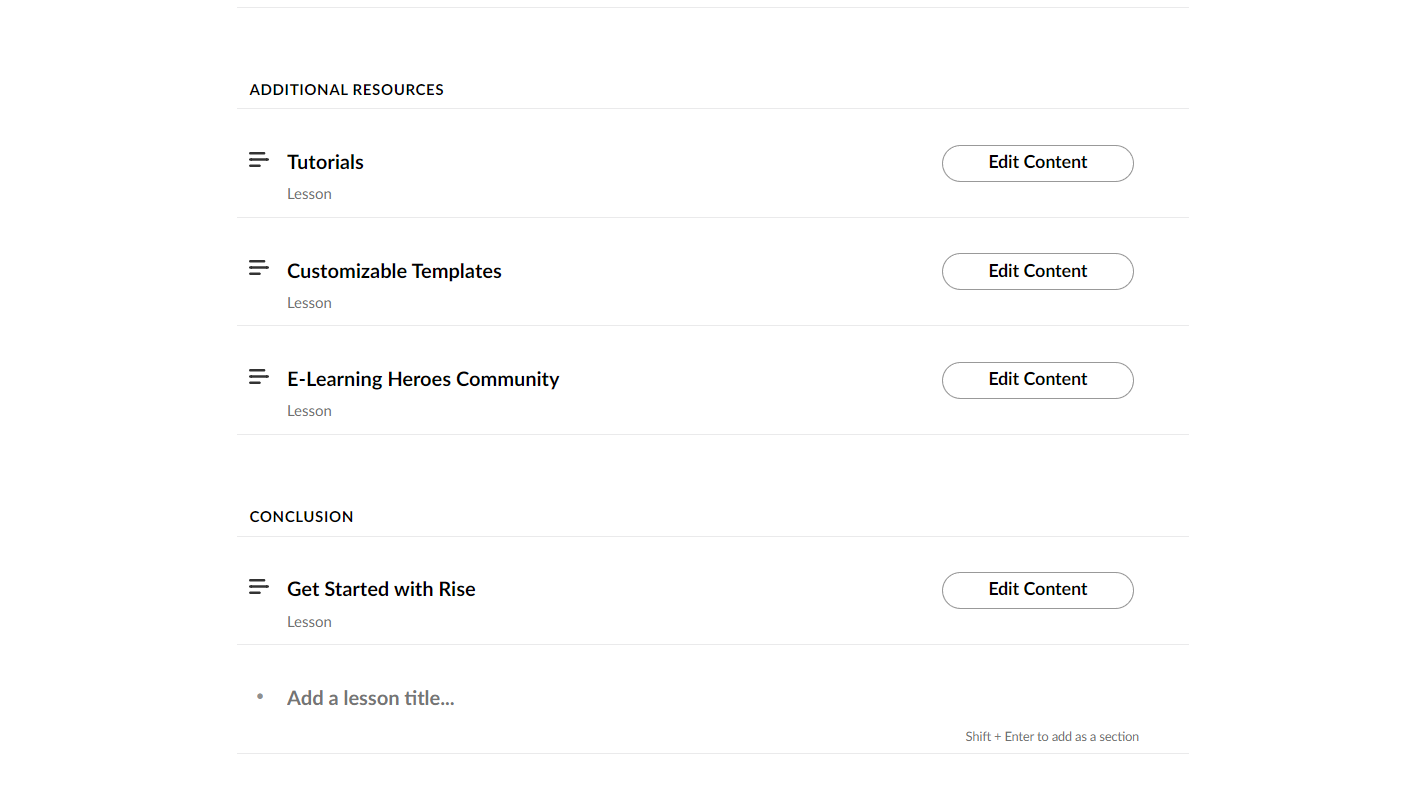 ADDITIONAL RESOURCES
Tutorials
Edit Content
Lesson
Customizable Templates
Edit Content
Lesson
E-Learning Heroes Community
Edit Content
Lesson
CONCLUSION
Get Started with Rise
Edit Content
Lesson
Add a lesson title...
Shift + Enter to add as a section